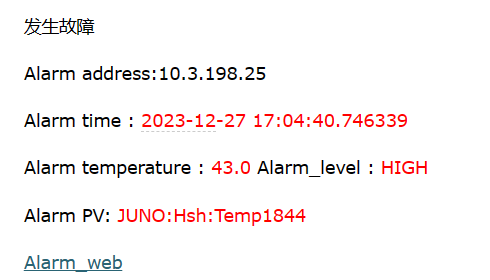 发生故障
Alarm address:10.3.198.25
Alarm time : 2023-12-27 17:04:40.746339
Alarm temperature : 43.0 Alarm_level : HIGH
Alarm PV: JUNO:Hsh:Temp1844
Alarm_web